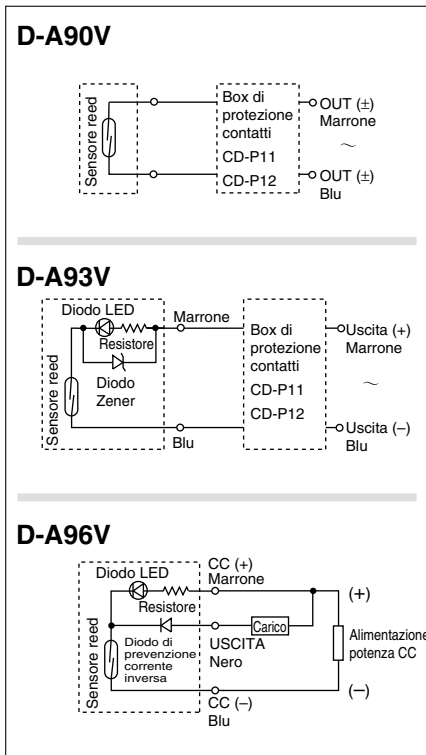 D-A90V
Sensore reed
Box di
protezione
contatti
CD-P11
CD-P12
OUT (±)
Marrone
~
OUT (±)
Blu
D-A93V
Diodo LED
Marrone
Resistore
Diodo
Zener
Sensore reed
Blu
Box di
protezione
contatti
CD-P11
CD-P12
Uscita (+)
Marrone
~
Uscita (–)
Blu
D-A96V
Diodo LED
CC (+)
Marrone
Resistore
Diodo di
prevenzione
corrente
inversa
Sensore reed
USCITA
Nero
Carico
CC (–)
Blu
(+)
Alimentazione
potenza CC
(–)